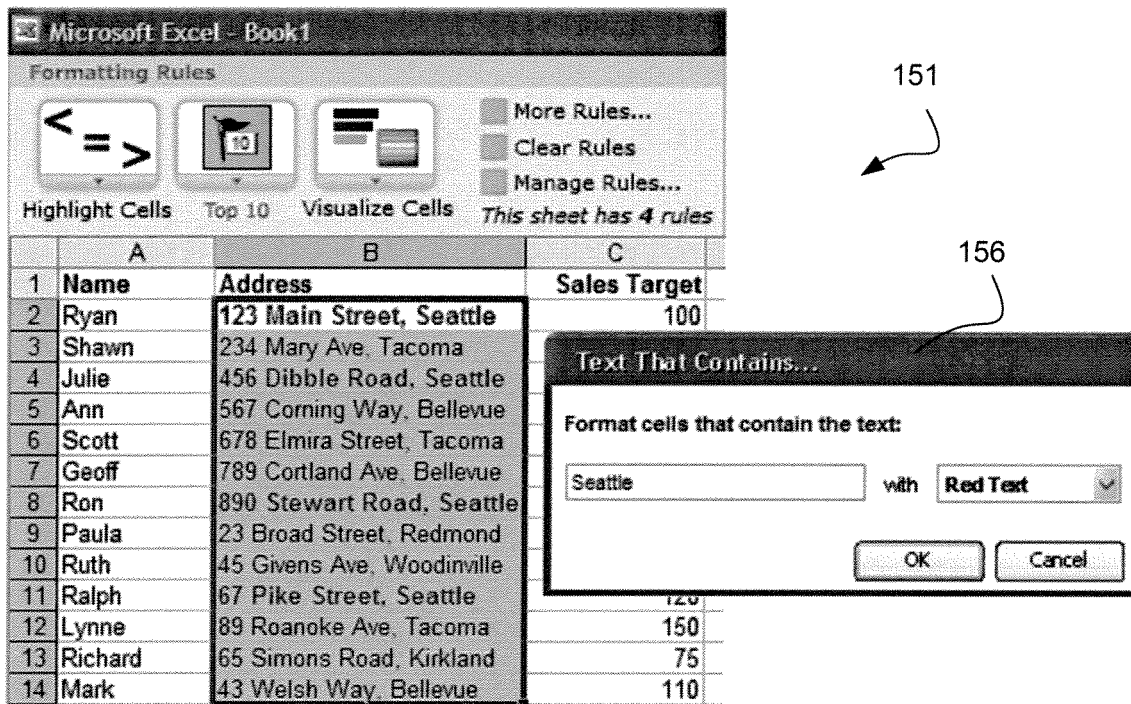 Microsoft Excel - Book1
Formatting Rules
151
< = >
10
More Rules...
Clear Rules
Manage Rules...
Highlight Cells Top 10 Visualize Cells This sheet has 4 rules
A B C
156
1 Name Address Sales Target
2 Ryan 123 Main Street, Seattle 100
3 Shawn 234 Mary Ave, Tacoma
4 Julie 456 Dibble Road, Seattle
5 Ann 567 Corning Way, Bellevue
6 Scott 678 Elmira Street, Tacoma
7 Geoff 789 Cortland Ave, Bellevue
8 Ron 890 Stewart Road, Seattle
9 Paula 23 Broad Street, Redmond
10 Ruth 45 Givens Ave, Woodinville
11 Ralph 67 Pike Street, Seattle
12 Lynne 89 Roanoke Ave, Tacoma 150
13 Richard 65 Simons Road, Kirkland 75
14 Mark 43 Welsh Way, Bellevue 110
Text That Contains...
Format cells that contain the text:
Seattle with Red Text
OK Cancel